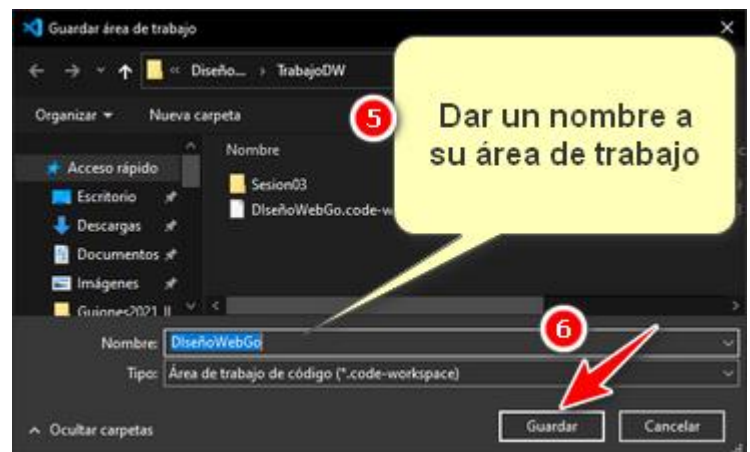 Guardar área de trabajo
Diseño... › TrabajoDW
Organizar
Nueva carpeta
5
Dar un nombre a
su área de trabajo
Nombre
Acceso rápido
Sesion03
Escritorio
DIseñoWebGo.code-w
Descargas
Documentos
Imágenes
Guiones2021_II
6
Nombre: DIseñoWebGo
Tipo: Área de trabajo de código (*.code-workspace)
Ocultar carpetas
Guardar
Cancelar